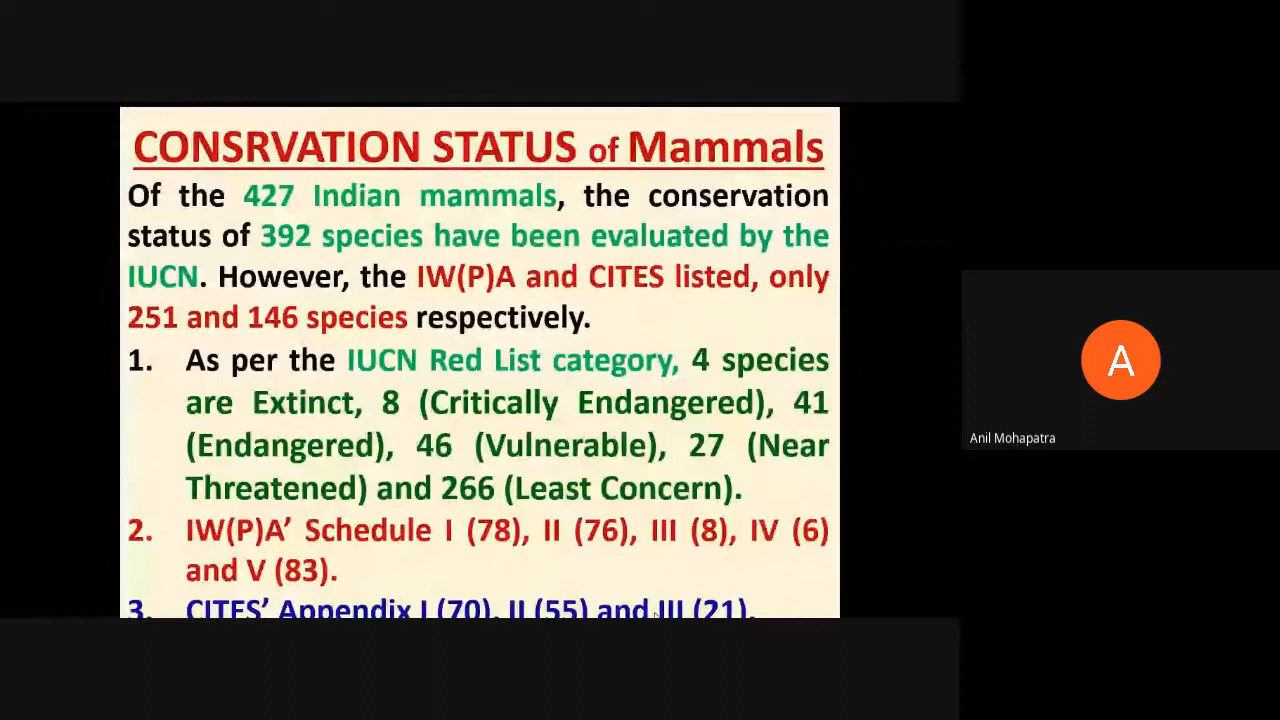 CONSRVATION STATUS of Mammals
Of the 427 Indian mammals, the conservation
status of 392 species have been evaluated by the
IUCN. However, the IW(P)A and CITES listed, only
251 and 146 species respectively.
1. As per the IUCN Red List category, 4 species
are Extinct, 8 (Critically Endangered), 41
(Endangered), 46 (Vulnerable), 27 (Near
Threatened) and 266 (Least Concern).
2. IW(P)A’ Schedule I (78), II (76), III (8), IV (6)
and V (83).
3. CITES’ Appendix I (70), II (55) and III (21).
A
Anil Mohapatra